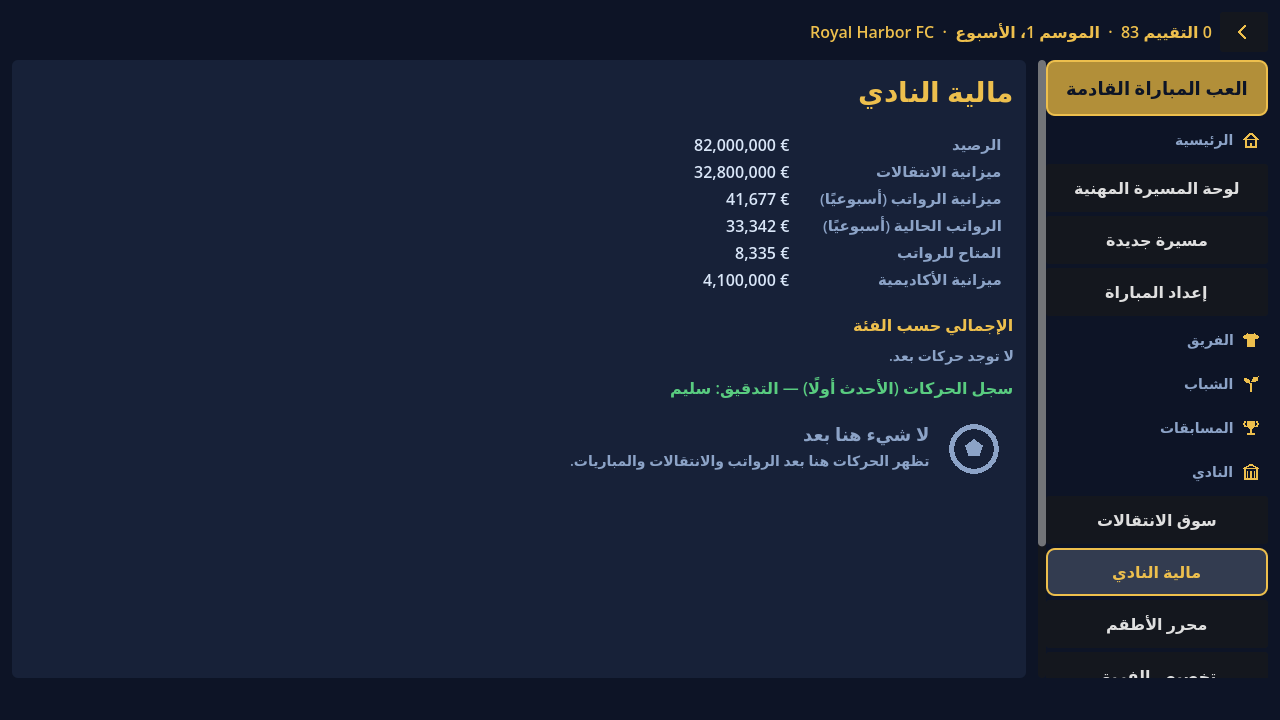 0 التقييم 83 · الموسم 1، الأسبوع · Royal Harbor FC
العب المباراة القادمة
الرئيسية
لوحة المسيرة المهنية
مسيرة جديدة
إعداد المباراة
الفريق
الشباب
المسابقات
النادي
سوق الانتقالات
مالية النادي
محرر الأطقم
تخصيص الفريق
مالية النادي
الرصيد 82,000,000 €
ميزانية الانتقالات 32,800,000 €
ميزانية الرواتب (أسبوعيًا) 41,677 €
الرواتب الحالية (أسبوعيًا) 33,342 €
المتاح للرواتب 8,335 €
ميزانية الأكاديمية 4,100,000 €
الإجمالي حسب الفئة
لا توجد حركات بعد.
سجل الحركات (الأحدث أولًا) — التدقيق: سليم
لا شيء هنا بعد
تظهر الحركات هنا بعد الرواتب والانتقالات والمباريات.